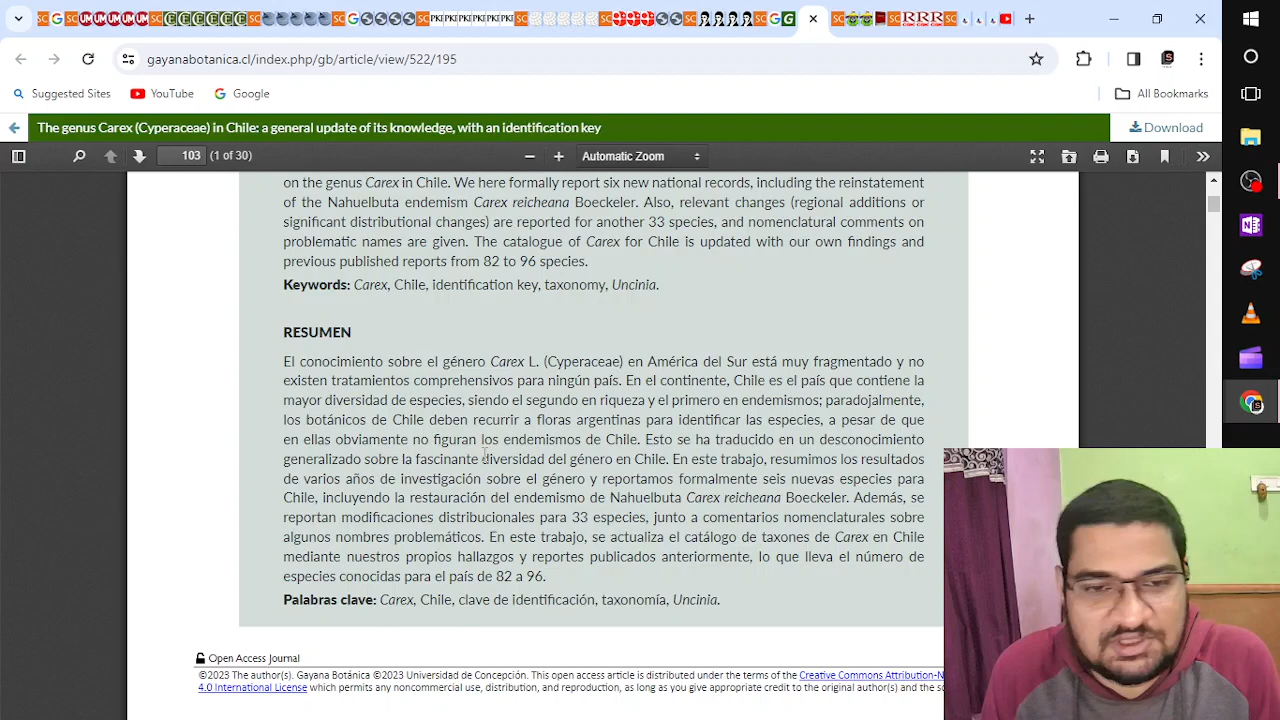 gayanabotanica.cl/index.php/gb/article/view/522/195
Suggested Sites
YouTube
Google
All Bookmarks
The genus Carex (Cyperaceae) in Chile: a general update of its knowledge, with an identification key
Download
103 (1 of 30)
Automatic Zoom
on the genus Carex in Chile. We here formally report six new national records, including the reinstatement
of the Nahuelbuta endemism Carex reicheana Boeckeler. Also, relevant changes (regional additions or
significant distributional changes) are reported for another 33 species, and nomenclatural comments on
problematic names are given. The catalogue of Carex for Chile is updated with our own findings and
previous published reports from 82 to 96 species.
Keywords: Carex, Chile, identification key, taxonomy, Uncinia.
RESUMEN
El conocimiento sobre el género Carex L. (Cyperaceae) en América del Sur está muy fragmentado y no
existen tratamientos comprehensivos para ningún país. En el continente, Chile es el país que contiene la
mayor diversidad de especies, siendo el segundo en riqueza y el primero en endemismos; paradojalmente,
los botánicos de Chile deben recurrir a floras argentinas para identificar las especies, a pesar de que
en ellas obviamente no figuran los endemismos de Chile. Esto se ha traducido en un desconocimiento
generalizado sobre la fascinante diversidad del género en Chile. En este trabajo, resumimos los resultados
de varios años de investigación sobre el género y reportamos formalmente seis nuevas especies para
Chile, incluyendo la restauración del endemismo de Nahuelbuta Carex reicheana Boeckeler. Además, se
reportan modificaciones distribucionales para 33 especies, junto a comentarios nomenclaturales sobre
algunos nombres problemáticos. En este trabajo, se actualiza el catálogo de taxones de Carex en Chile
mediante nuestros propios hallazgos y reportes publicados anteriormente, lo que lleva el número de
especies conocidas para el país de 82 a 96.
Palabras clave: Carex, Chile, clave de identificación, taxonomía, Uncinia.
Open Access Journal
©2023 The author(s). Gayana Botánica ©2023 Universidad de Concepción. This open access article is distributed under the terms of the Creative Commons
4.0 International License which permits any noncommercial use, distribution, and reproduction, as long as you give appropriate credit to the original author(s) and the